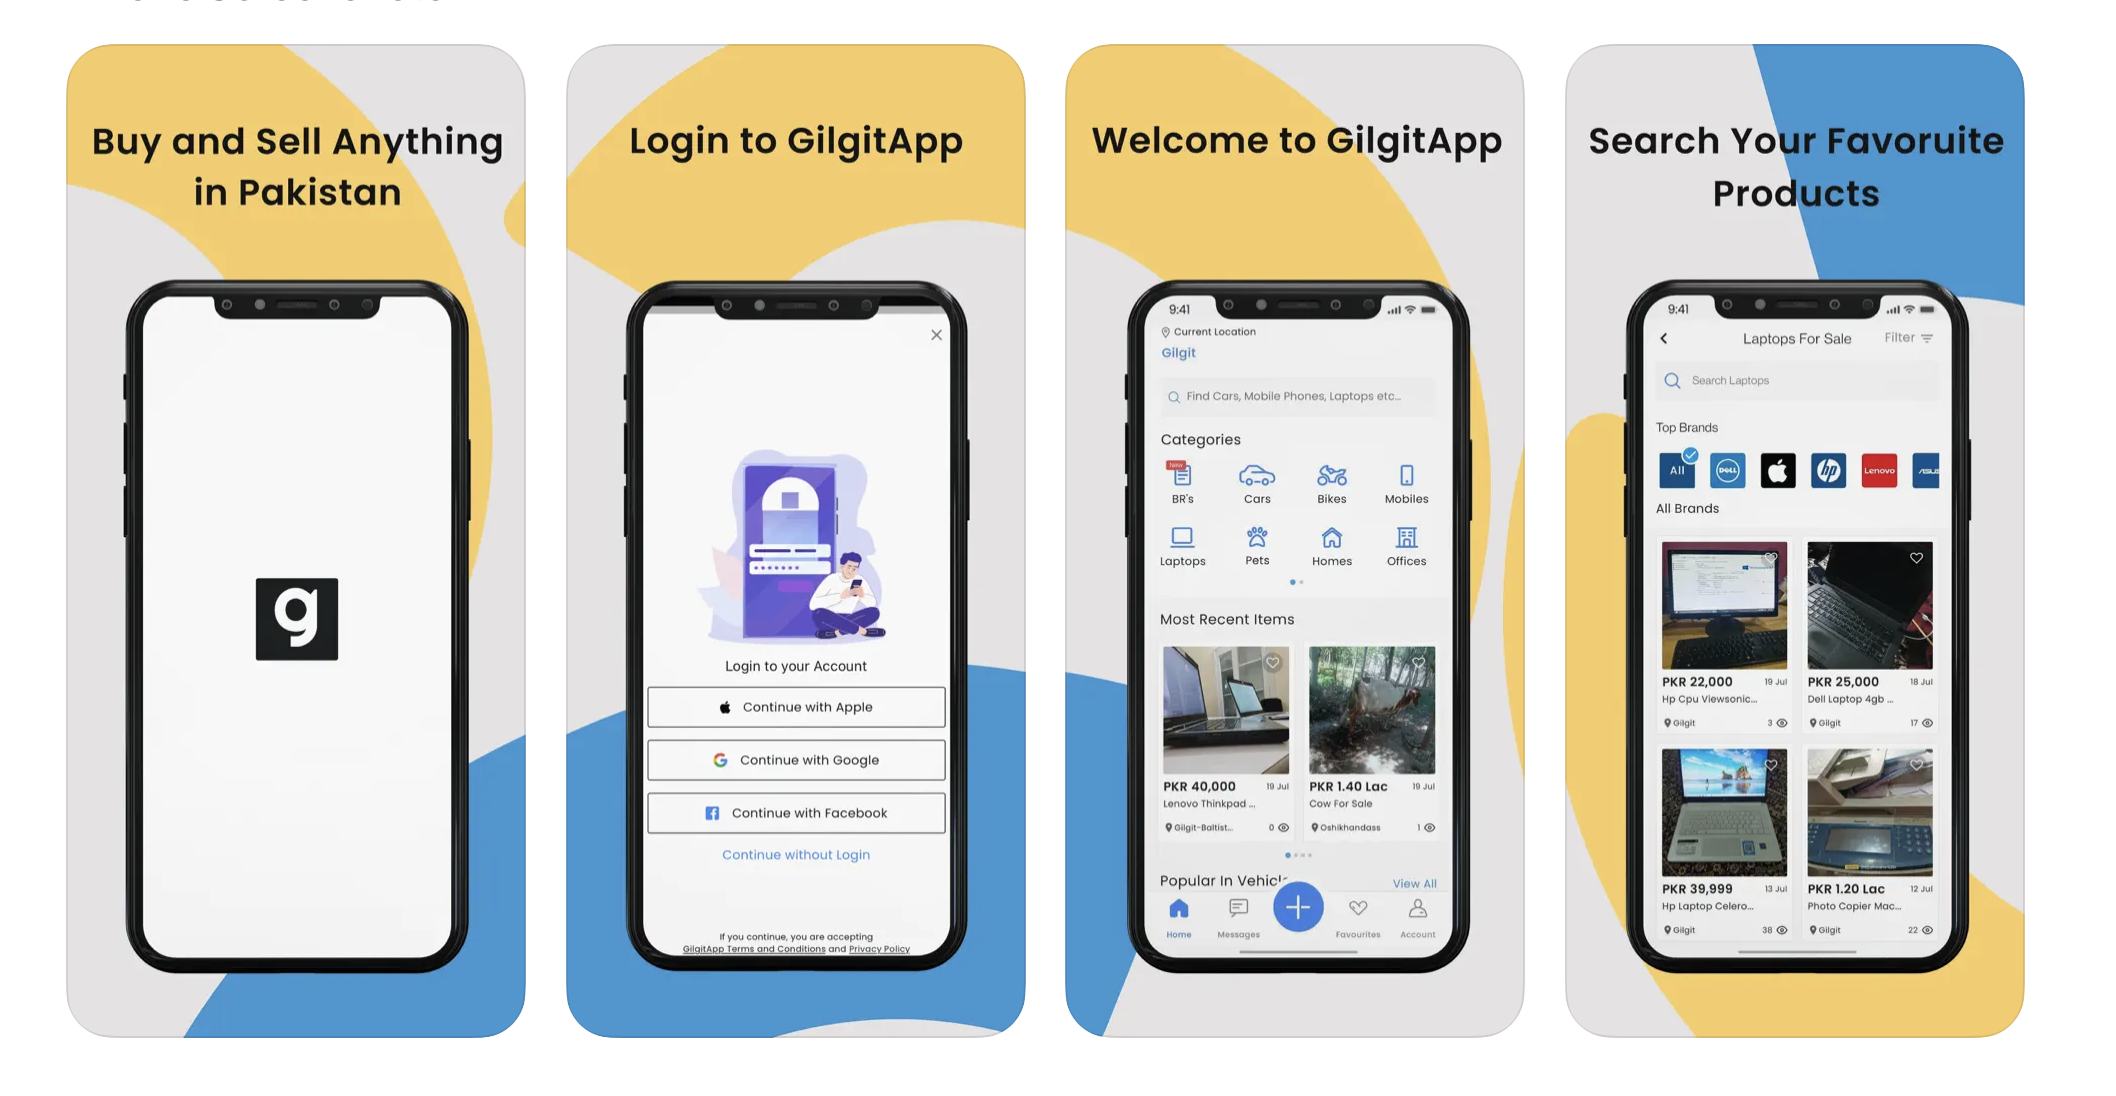 Buy and Sell Anything
in Pakistan
g
Login to GilgitApp
Login to your Account
Continue with Apple
Continue with Google
Continue with Facebook
Continue without Login
If you continue, you are accepting
GilgitApp Terms and Conditions and Privacy Policy
Welcome to GilgitApp
9:41
Current Location
Gilgit
Find Cars, Mobile Phones, Laptops etc...
Categories
New
BR's Cars Bikes Mobiles
Laptops Pets Homes Offices
Most Recent Items
PKR 40,000 19 Jul
Lenovo Thinkpad ...
Gilgit-Baltist... 0
PKR 1.40 Lac 19 Jul
Cow For Sale
Oshikhandass 1
Popular In Vehicle View All
Home Messages Favourites Account
Search Your Favoruite
Products
9:41
Laptops For Sale Filter
Search Laptops
Top Brands
All DELL hp Lenovo ASUS
All Brands
PKR 22,000 19 Jul
Hp Cpu Viewsonic...
Gilgit 3
PKR 25,000 18 Jul
Dell Laptop 4gb ...
Gilgit 17
PKR 39,999 13 Jul
Hp Laptop Celero...
Gilgit 38
PKR 1.20 Lac 12 Jul
Photo Copier Mac...
Gilgit 22